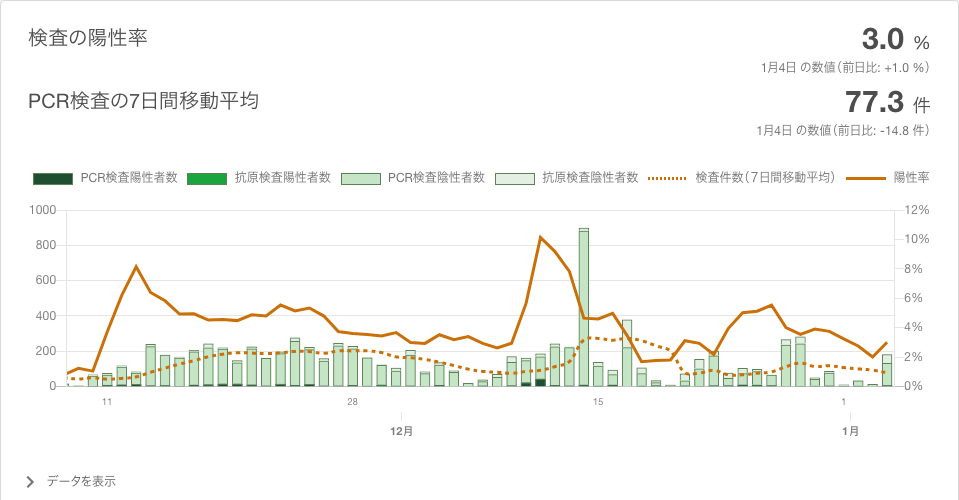 検査の陽性率
3.0 %
1月4日 の数値（前日比: +1.0 %）
PCR検査の7日間移動平均
77.3 件
1月4日 の数値（前日比: -14.8 件）
PCR検査陽性者数 抗原検査陽性者数 PCR検査陰性者数 抗原検査陰性者数 検査件数（7日間移動平均） 陽性率
1000 12%
10%
800
8%
600
6%
400
4%
200
2%
0 0%
11 28 15 1
12月 1月
データを表示